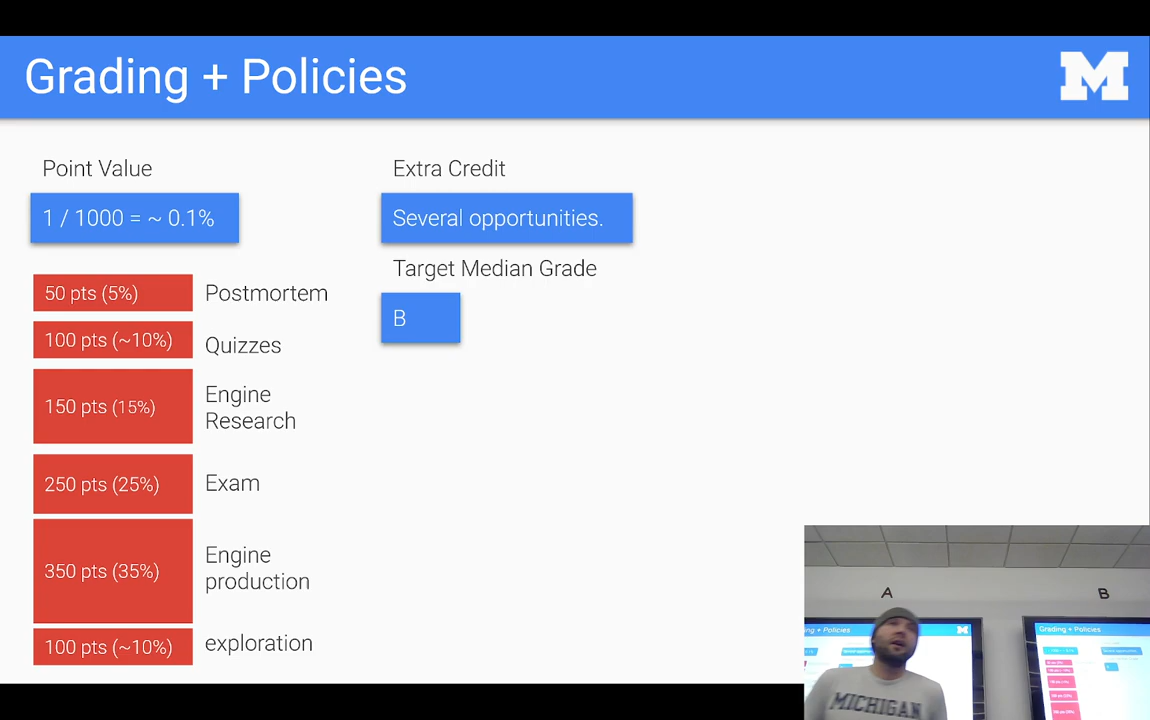 Grading + Policies
M
Point Value
1 / 1000 = ~ 0.1%
50 pts (5%) Postmortem
100 pts (~10%) Quizzes
150 pts (15%) Engine
Research
250 pts (25%) Exam
350 pts (35%) Engine
production
100 pts (~10%) exploration
Extra Credit
Several opportunities.
Target Median Grade
B
A
B
Grading + Policies
MICHIGAN